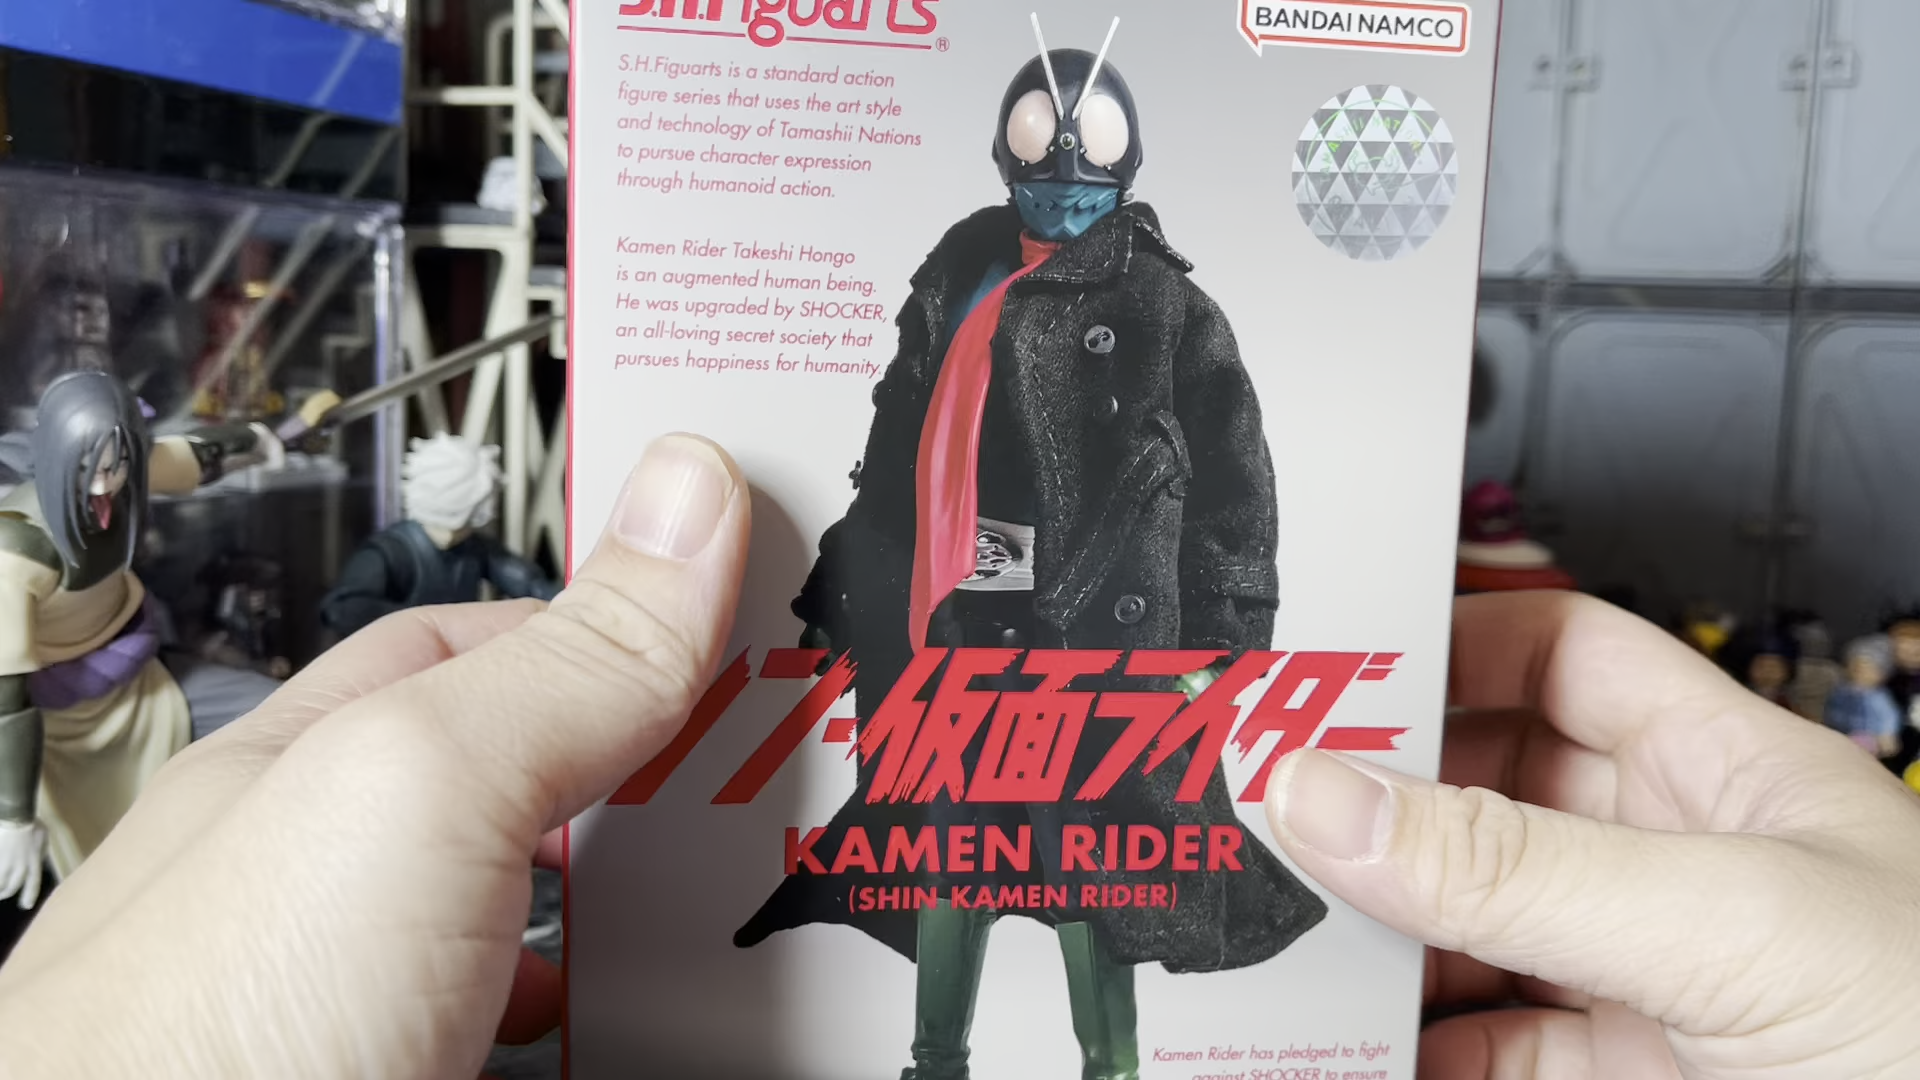 S.H.Figuarts®
BANDAI NAMCO
S.H.Figuarts is a standard action
figure series that uses the art style
and technology of Tamashii Nations
to pursue character expression
through humanoid action.
Kamen Rider Takeshi Hongo
is an augmented human being.
He was upgraded by SHOCKER,
an all-loving secret society that
pursues happiness for humanity.
シン・仮面ライダー
KAMEN RIDER
(SHIN KAMEN RIDER)
Kamen Rider has pledged to fight
against SHOCKER to ensure